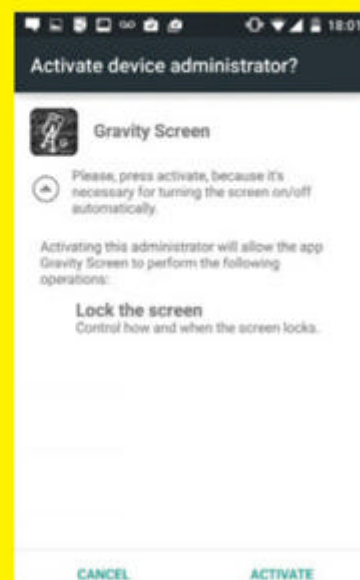 18:01
Activate device administrator?
Gravity Screen
Please, press activate, because it's
necessary for turning the screen on/off
automatically.
Activating this administrator will allow the app
Gravity Screen to perform the following
operations:
Lock the screen
Control how and when the screen locks.
CANCEL
ACTIVATE